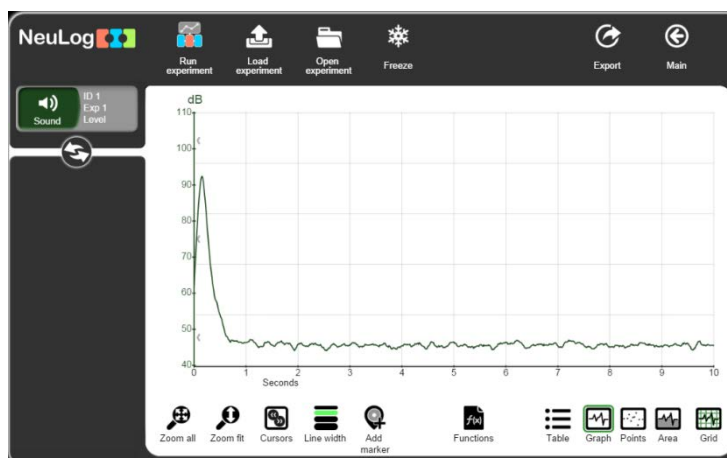 NeuLog
Run
experiment
Load
experiment
Open
experiment
Freeze
Export
Main
Sound
ID 1
Exp 1
Level
dB
110
100
90
80
70
60
50
40
0 1 2 3 4 5 6 7 8 9 10
Seconds
Zoom all
Zoom fit
Cursors
Line width
Add
marker
f(x)
Functions
Table
Graph
Points
Area
Grid